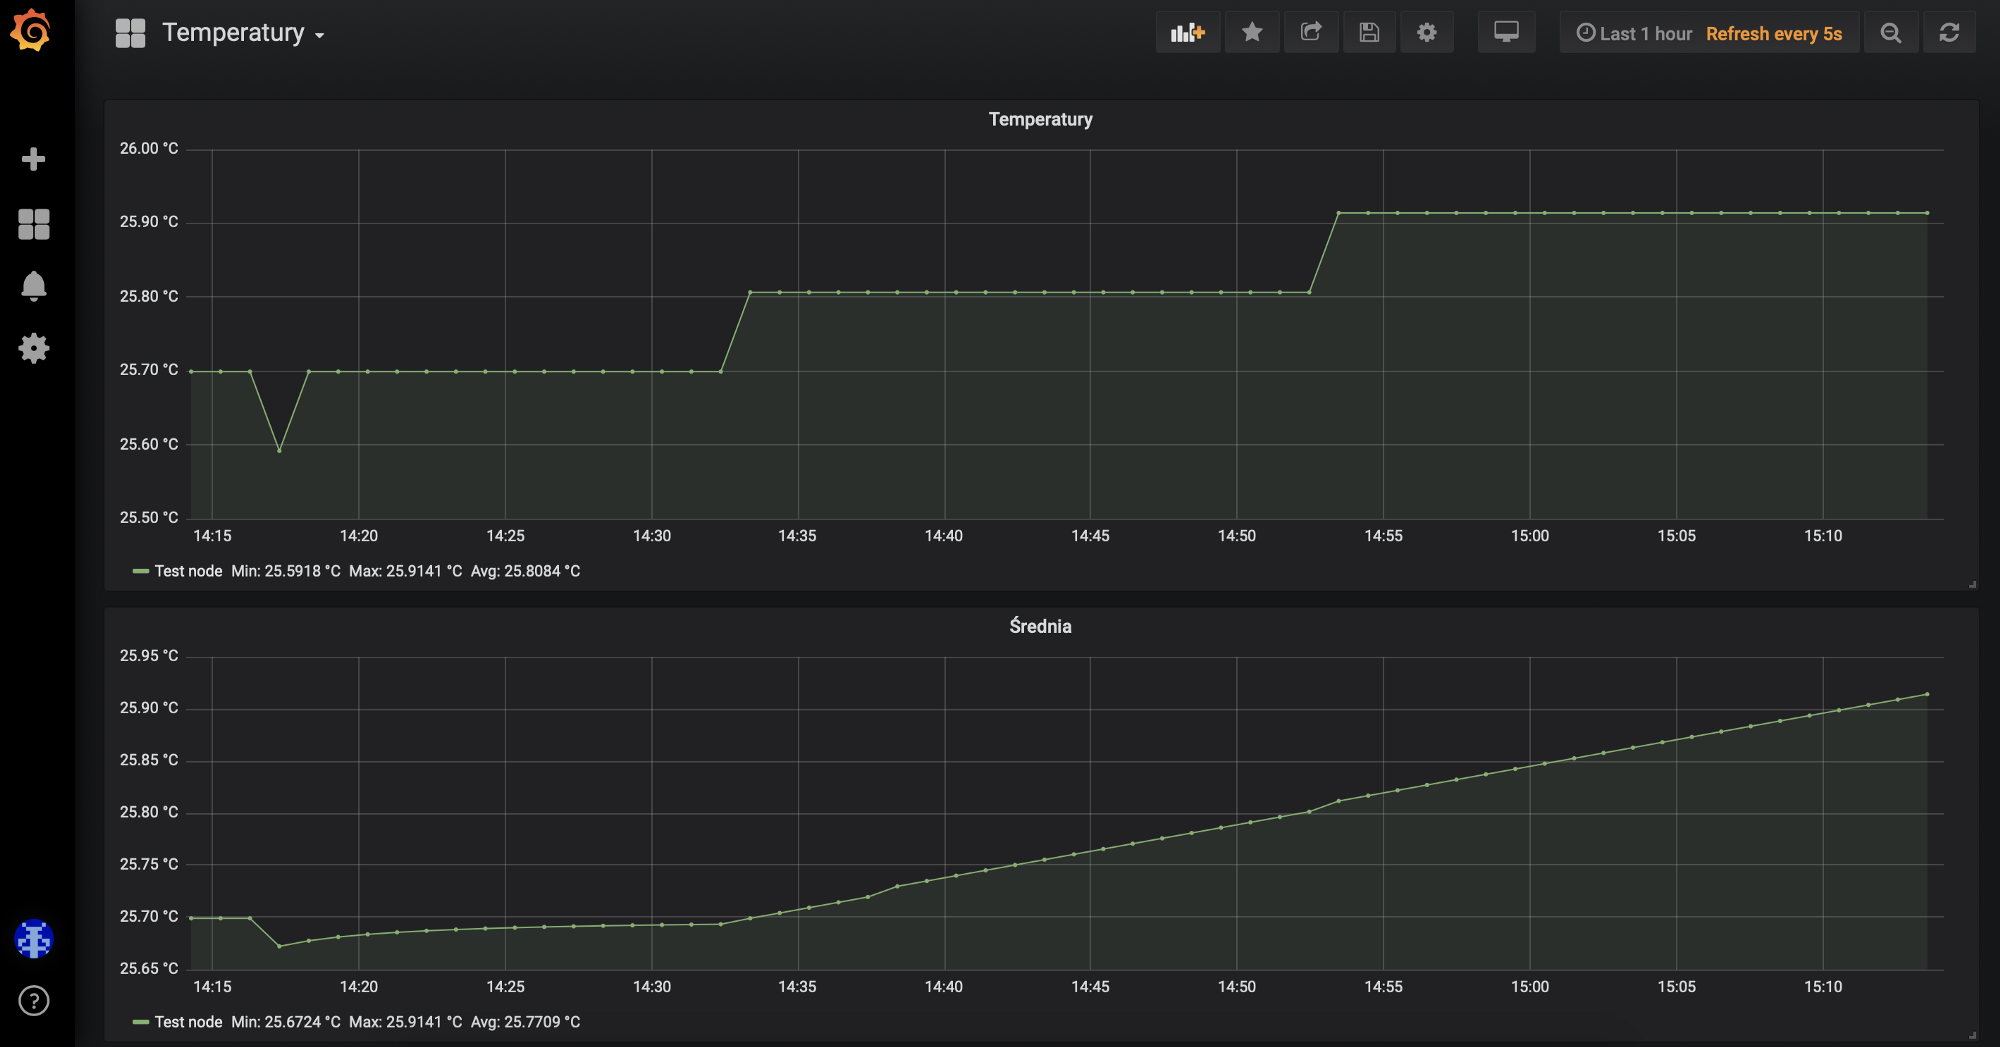 Temperatury
Last 1 hour Refresh every 5s
Temperatury
26.00 °C
25.90 °C
25.80 °C
25.70 °C
25.60 °C
25.50 °C
14:15 14:20 14:25 14:30 14:35 14:40 14:45 14:50 14:55 15:00 15:05 15:10
Test node Min: 25.5918 °C Max: 25.9141 °C Avg: 25.8084 °C
Średnia
25.95 °C
25.90 °C
25.85 °C
25.80 °C
25.75 °C
25.70 °C
25.65 °C
14:15 14:20 14:25 14:30 14:35 14:40 14:45 14:50 14:55 15:00 15:05 15:10
Test node Min: 25.6724 °C Max: 25.9141 °C Avg: 25.7709 °C
?